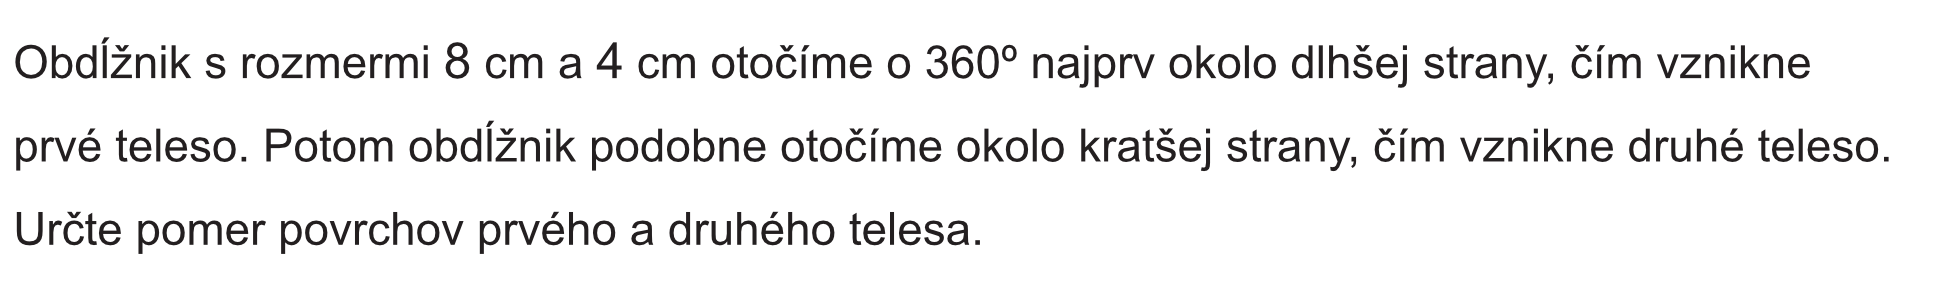 Obdĺžnik s rozmermi 8 cm a 4 cm otočíme o 360º najprv okolo dlhšej strany, čím vznikne
prvé teleso. Potom obdĺžnik podobne otočíme okolo kratšej strany, čím vznikne druhé teleso.
Určte pomer povrchov prvého a druhého telesa.